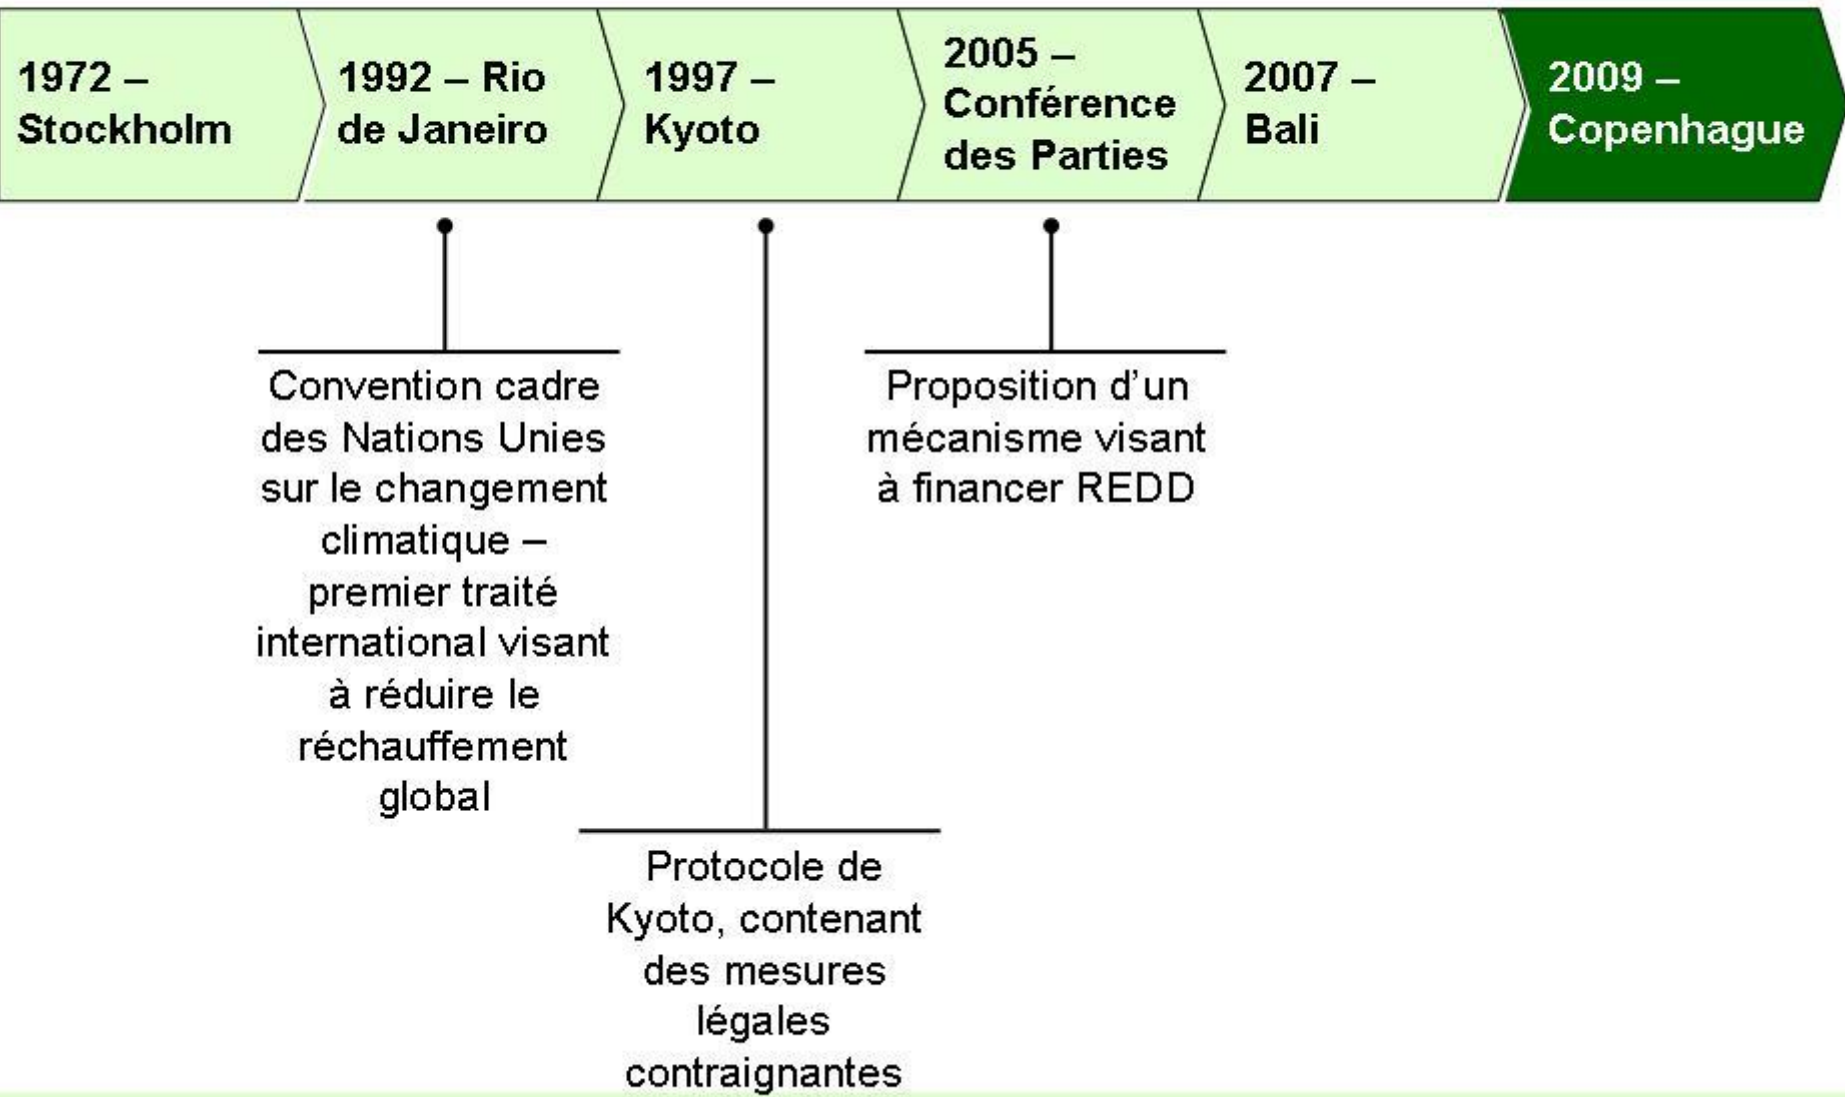 1972 –
Stockholm
1992 – Rio
de Janeiro
1997 –
Kyoto
2005 –
Conférence
des Parties
2007 –
Bali
2009 –
Copenhague
Convention cadre
des Nations Unies
sur le changement
climatique –
premier traité
international visant
à réduire le
réchauffement
global
Proposition d’un
mécanisme visant
à financer REDD
Protocole de
Kyoto, contenant
des mesures
légales
contraignantes